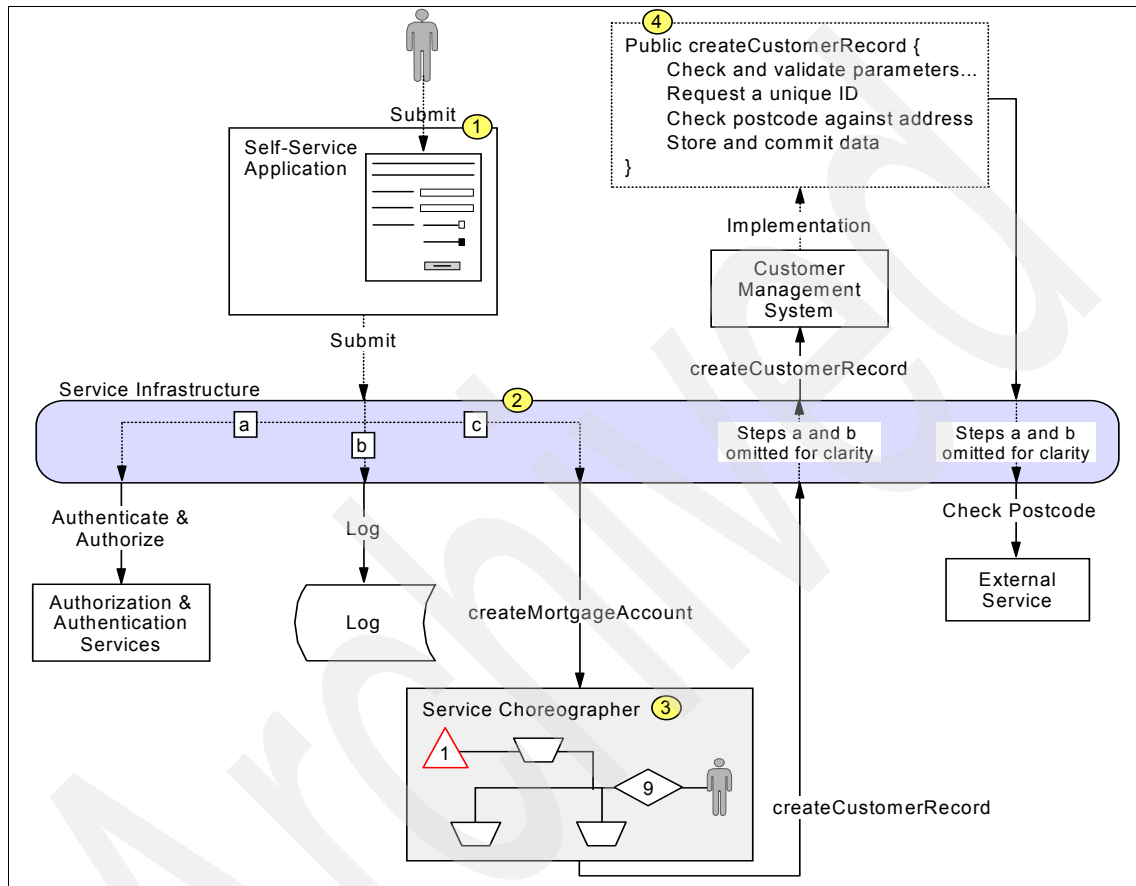 Submit
1
Self-Service
Application
Submit
4
Public createCustomerRecord {
Check and validate parameters...
Request a unique ID
Check postcode against address
Store and commit data
}
Implementation
Customer
Management
System
createCustomerRecord
Service Infrastructure
2
a
b
c
Steps a and b
omitted for clarity
Steps a and b
omitted for clarity
Authenticate &
Authorize
Log
createMortgageAccount
Check Postcode
Authorization &
Authentication
Services
Log
External
Service
Service Choreographer
3
1
9
createCustomerRecord
Archived